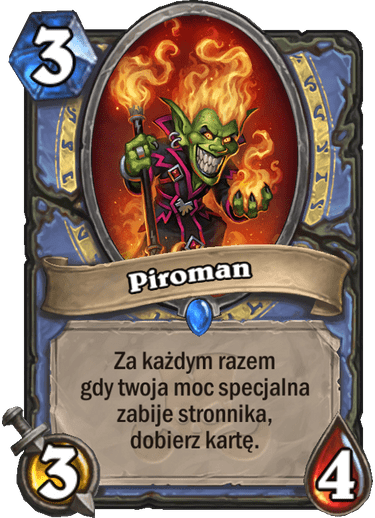 3
Piroman
Za każdym razem
gdy twoja moc specjalna
zabije stronnika,
dobierz kartę.
3
4